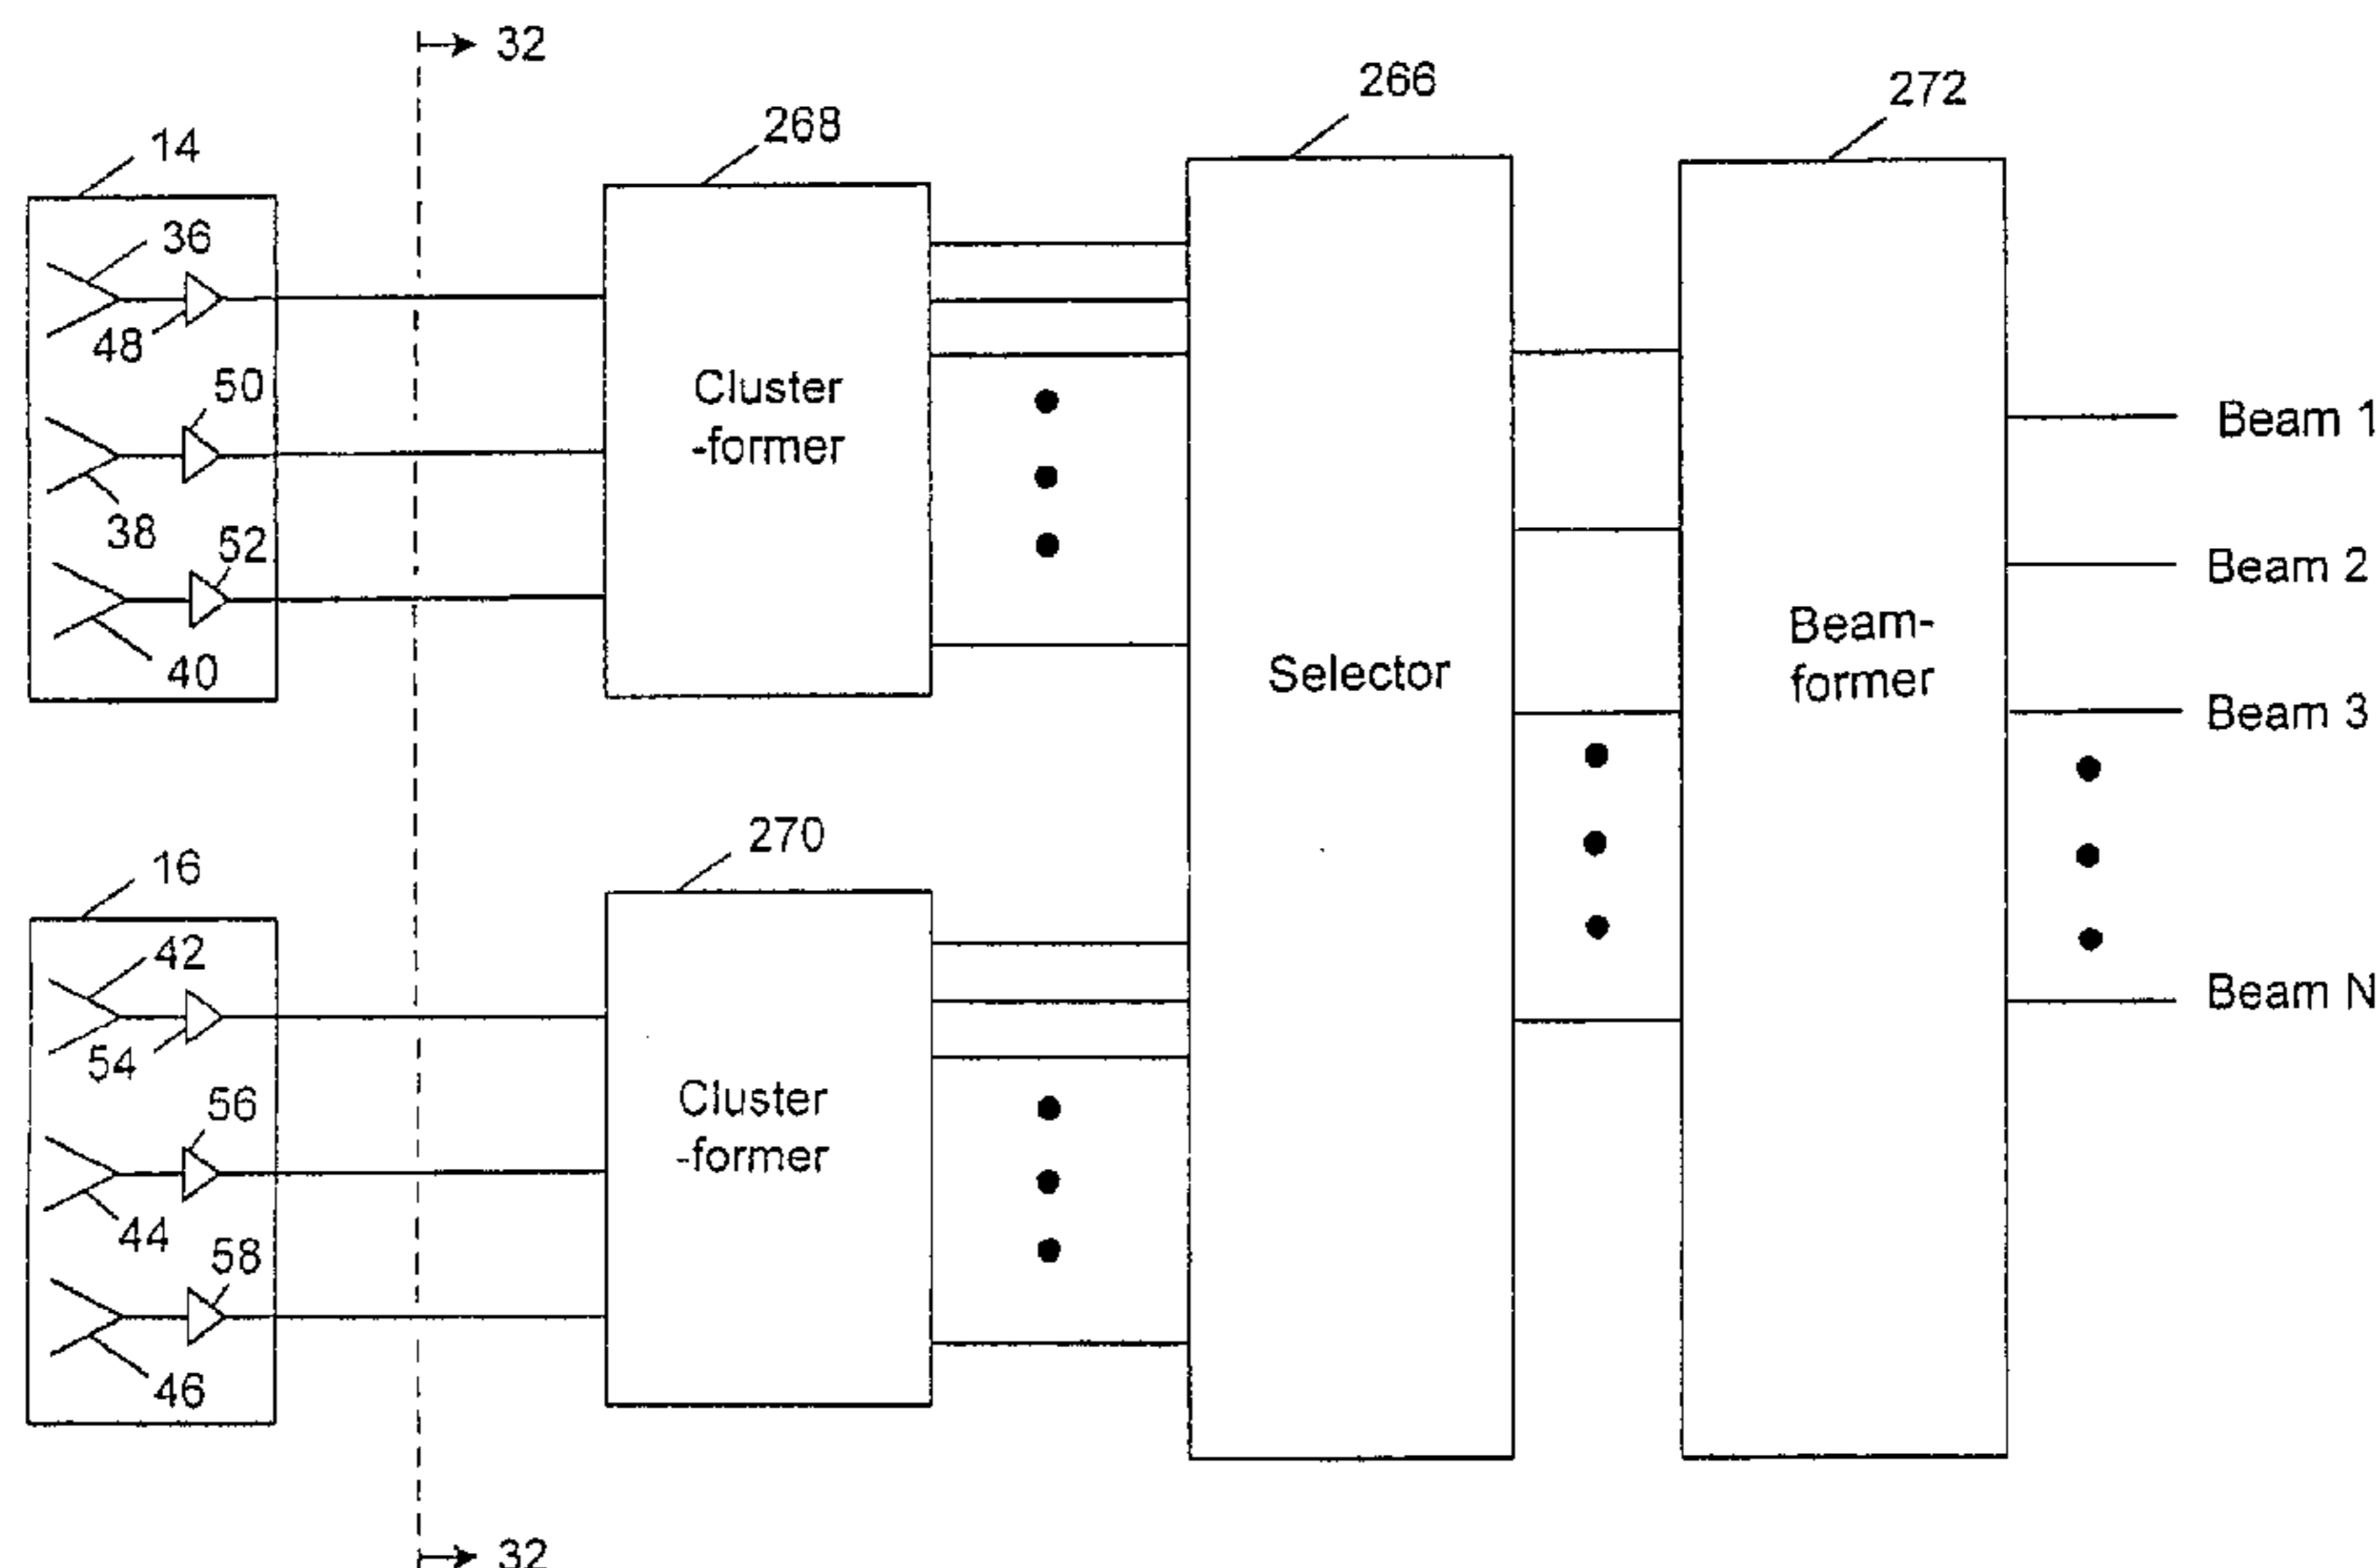 32
266
272
268
14
36
48
50
38
52
40
Cluster
-former
Selector
Beam-
former
Beam 1
Beam 2
Beam 3
Beam N
270
16
42
54
56
44
58
46
Cluster
-former
32